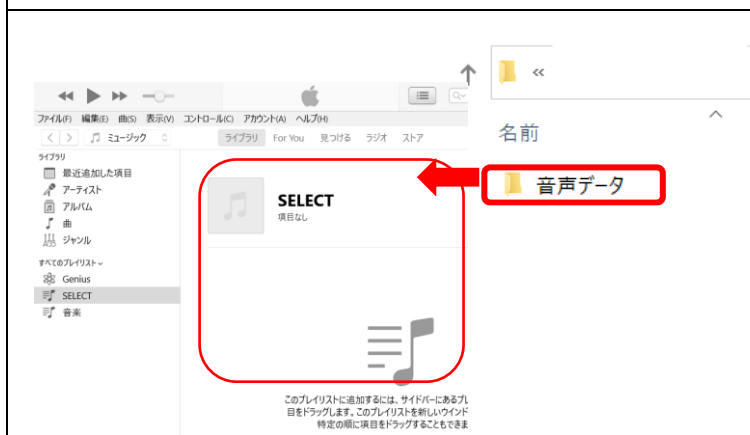 «
ファイル(F) 編集(E) 曲(S) 表示(V) コントロール(C) アカウント(A) ヘルプ(H)
ミュージック
ライブラリ For You 見つける ラジオ ストア
名前
音声データ
ライブラリ
最近追加した項目
アーティスト
アルバム
曲
ジャンル
すべてのプレイリスト
Genius
SELECT
音楽
SELECT
項目なし
このプレイリストに追加するには、サイドバーにあるプレ
目をドラッグします。このプレイリストを新しいウインド
特定の順に項目をドラッグすることもできま